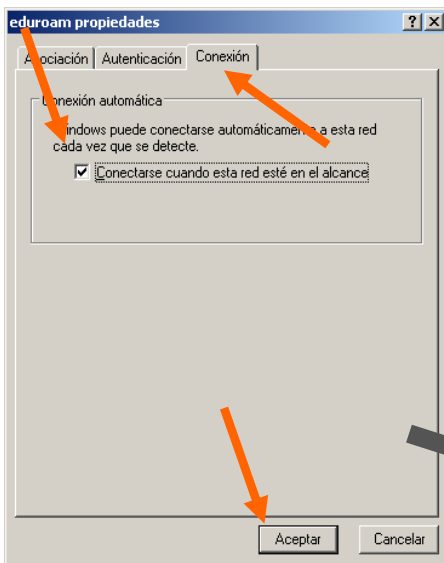 eduroam propiedades
Asociación Autenticación Conexión
Conexión automática
Windows puede conectarse automáticamente a esta red
cada vez que se detecte.
Conectarse cuando esta red esté en el alcance
Aceptar Cancelar